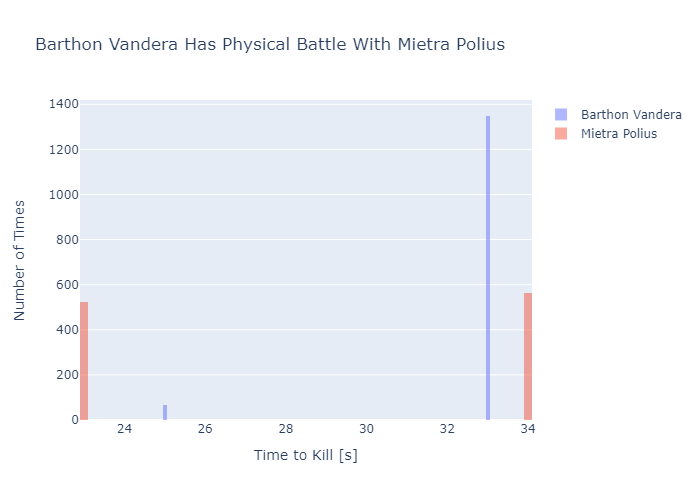 Barthon Vandera Has Physical Battle With Mietra Polius
1400
1200
1000
800
600
400
200
0
Number of Times
24 26 28 30 32 34
Time to Kill [s]
Barthon Vandera
Mietra Polius